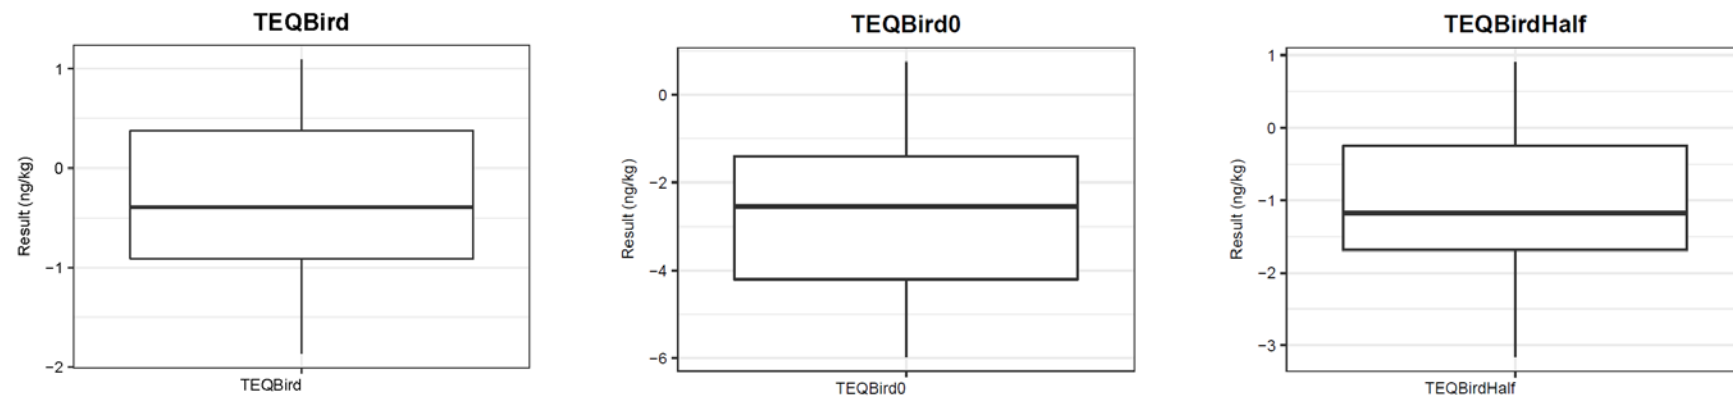 TEQBird
Result (ng/kg)
1
0
−1
−2
TEQBird
TEQBird0
Result (ng/kg)
0
−2
−4
−6
TEQBird0
TEQBirdHalf
Result (ng/kg)
1
0
−1
−2
−3
TEQBirdHalf